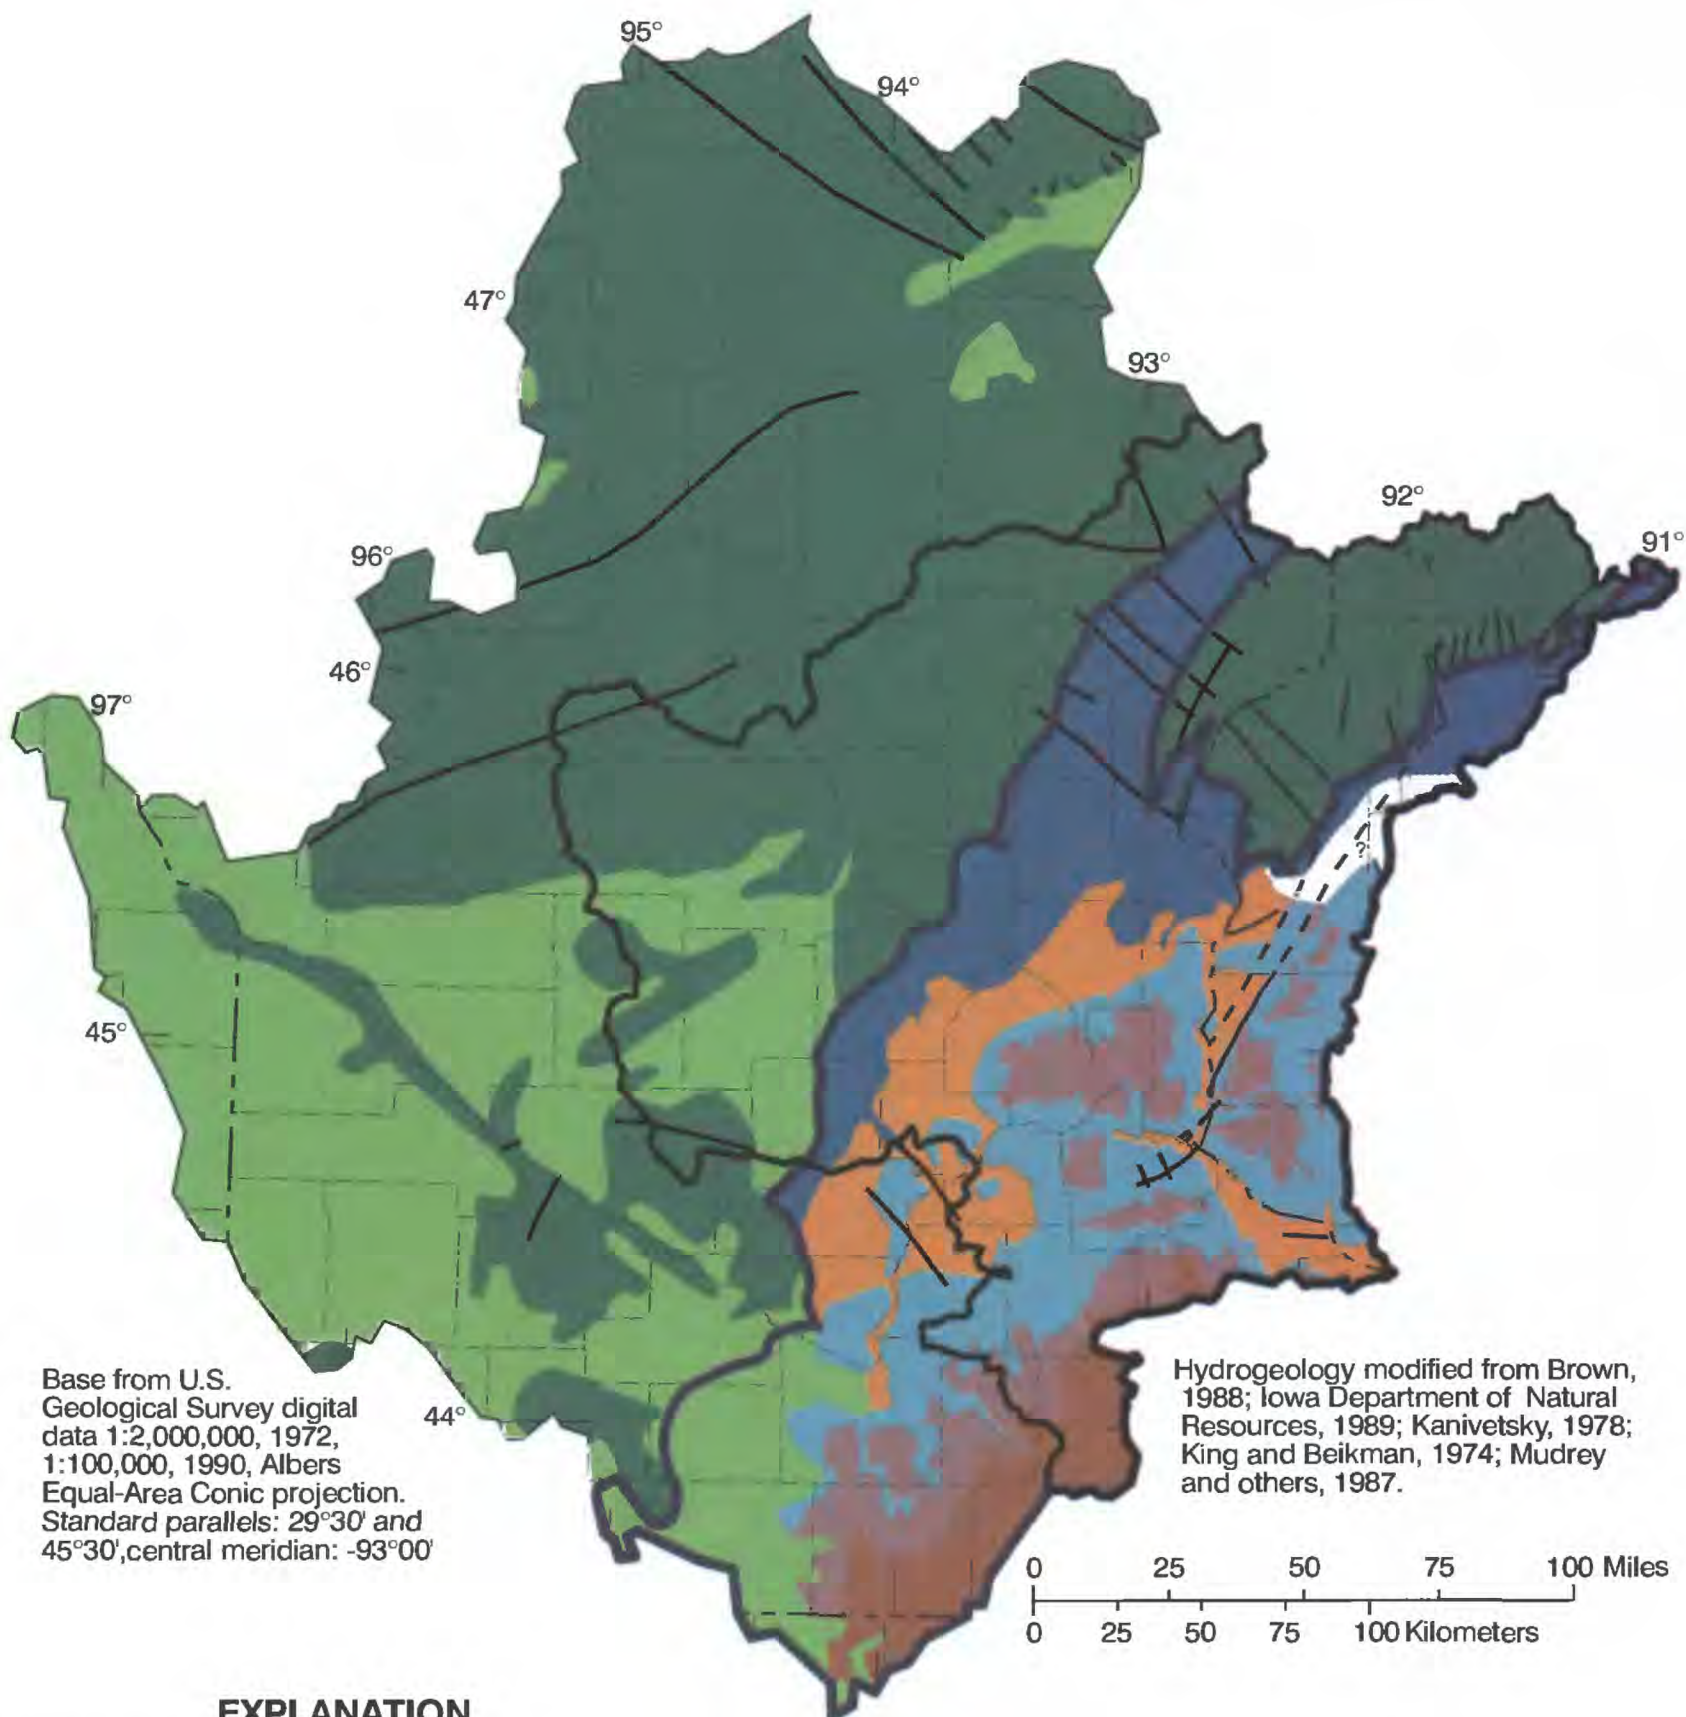 95°
94°
47°
93°
92°
96°
91°
46°
97°
?
45°
Base from U.S.
Geological Survey digital
data 1:2,000,000, 1972,
1:100,000, 1990, Albers
Equal-Area Conic projection.
Standard parallels: 29°30' and
45°30',central meridian: -93°00'
44°
Hydrogeology modified from Brown,
1988; Iowa Department of Natural
Resources, 1989; Kanivetsky, 1978;
King and Beikman, 1974; Mudrey
and others, 1987.
0 25 50 75 100 Miles
0 25 50 75 100 Kilometers
EXPLANATION